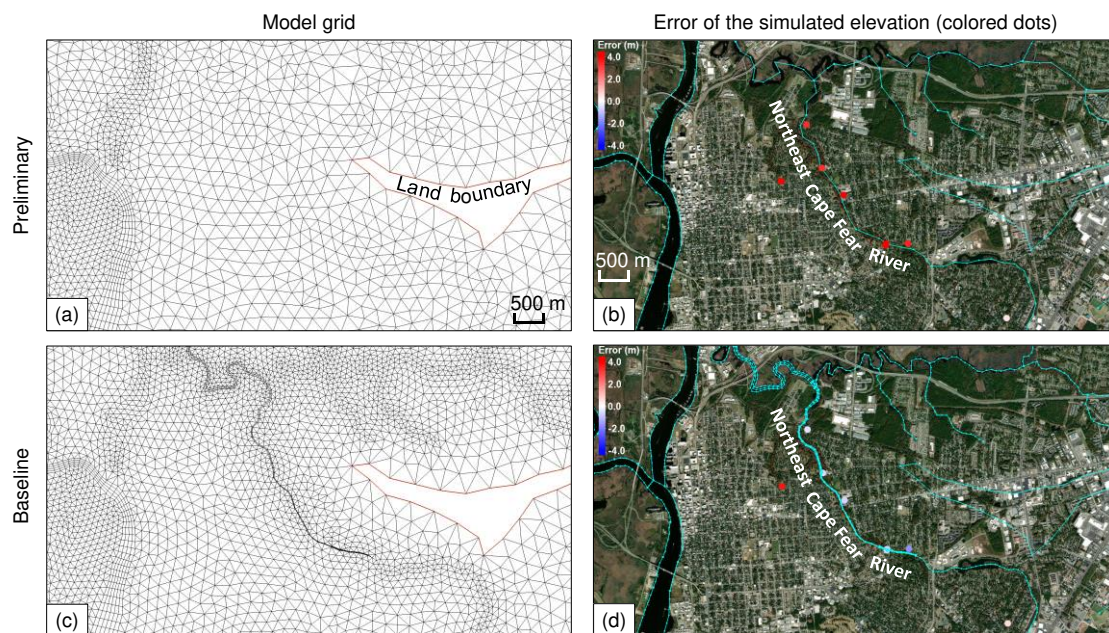 Model grid
Error of the simulated elevation (colored dots)
Preliminary
Land boundary
500 m
(a)
Error (m)
4.0
2.0
0.0
-2.0
-4.0
Northeast Cape Fear River
500 m
(b)
Baseline
(c)
Error (m)
4.0
2.0
0.0
-2.0
-4.0
Northeast Cape Fear River
(d)